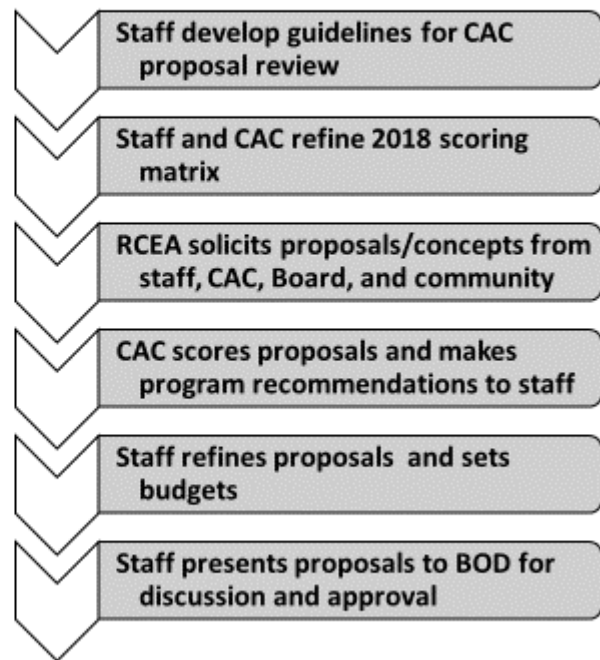 Staff develop guidelines for CAC
proposal review
Staff and CAC refine 2018 scoring
matrix
RCEA solicits proposals/concepts from
staff, CAC, Board, and community
CAC scores proposals and makes
program recommendations to staff
Staff refines proposals and sets
budgets
Staff presents proposals to BOD for
discussion and approval